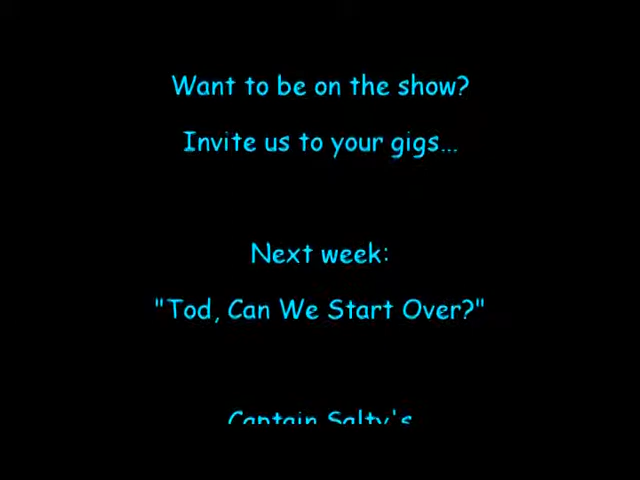 Want to be on the show?
Invite us to your gigs...
Next week:
"Tod, Can We Start Over?"
Captain Salty's